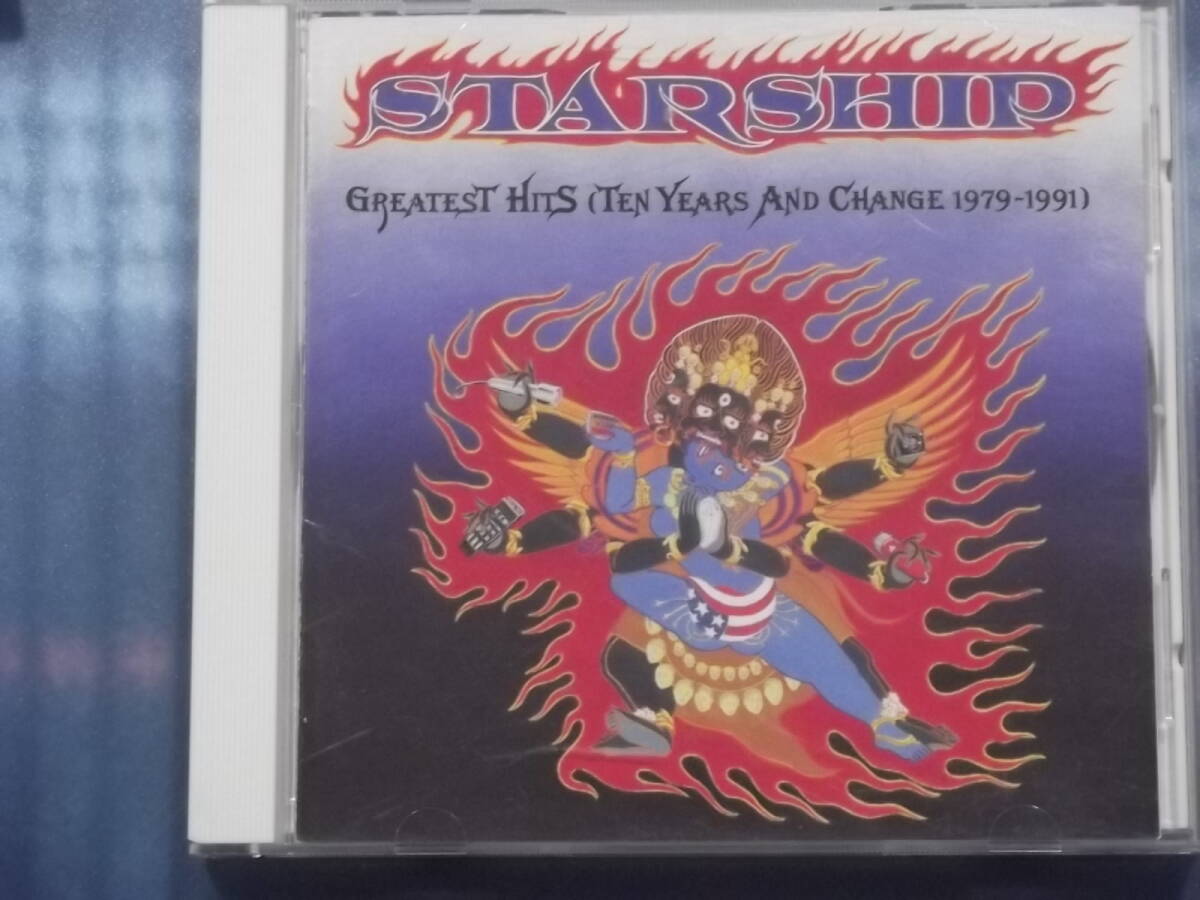 STARSHIP
GREATEST HITS (TEN YEARS AND CHANGE 1979-1991)